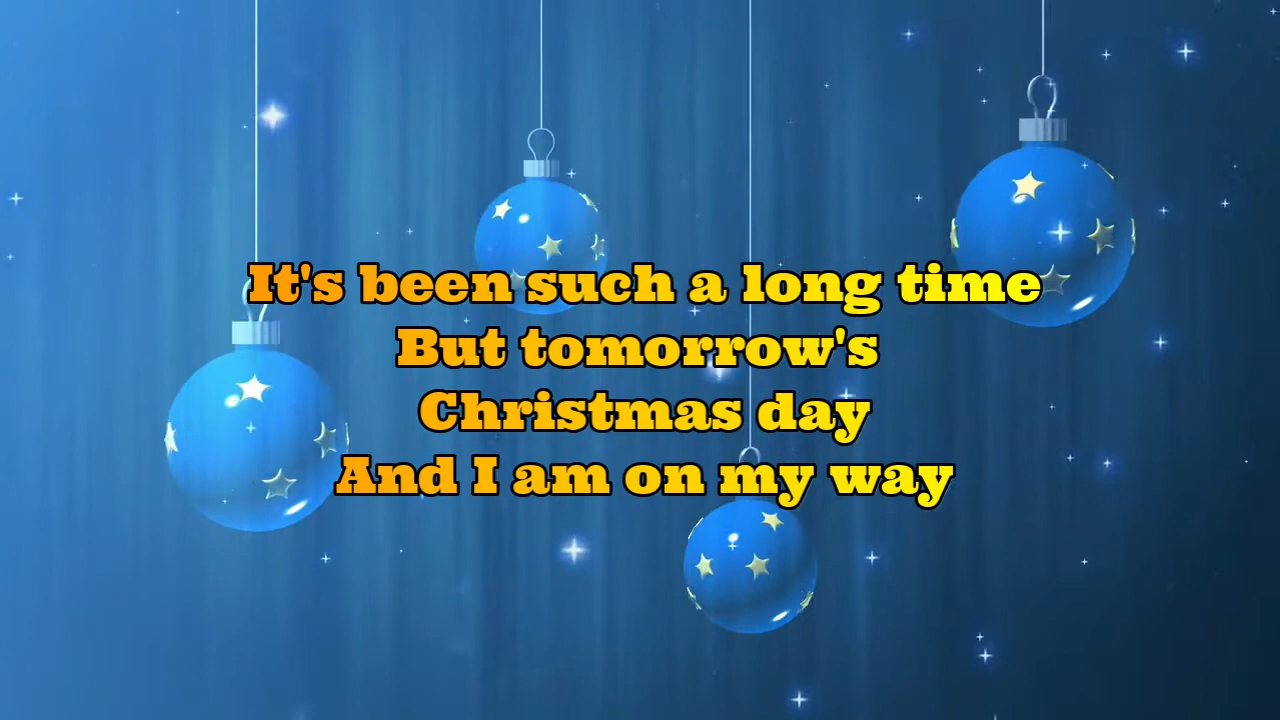 It's been such a long time
But tomorrow's
Christmas day
And I am on my way